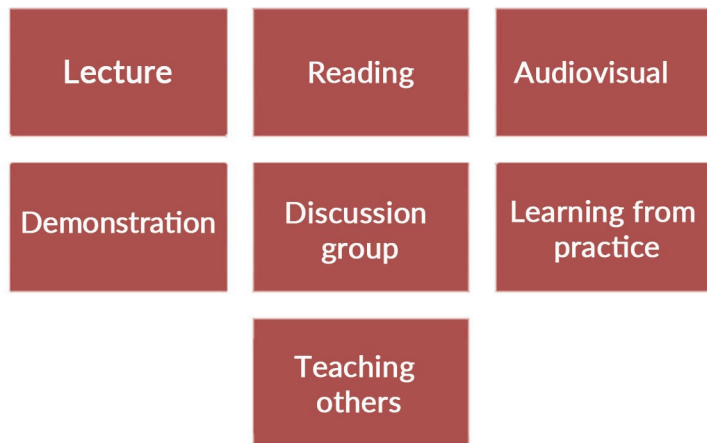 Lecture
Reading
Audiovisual
Demonstration
Discussion
group
Learning from
practice
Teaching
others